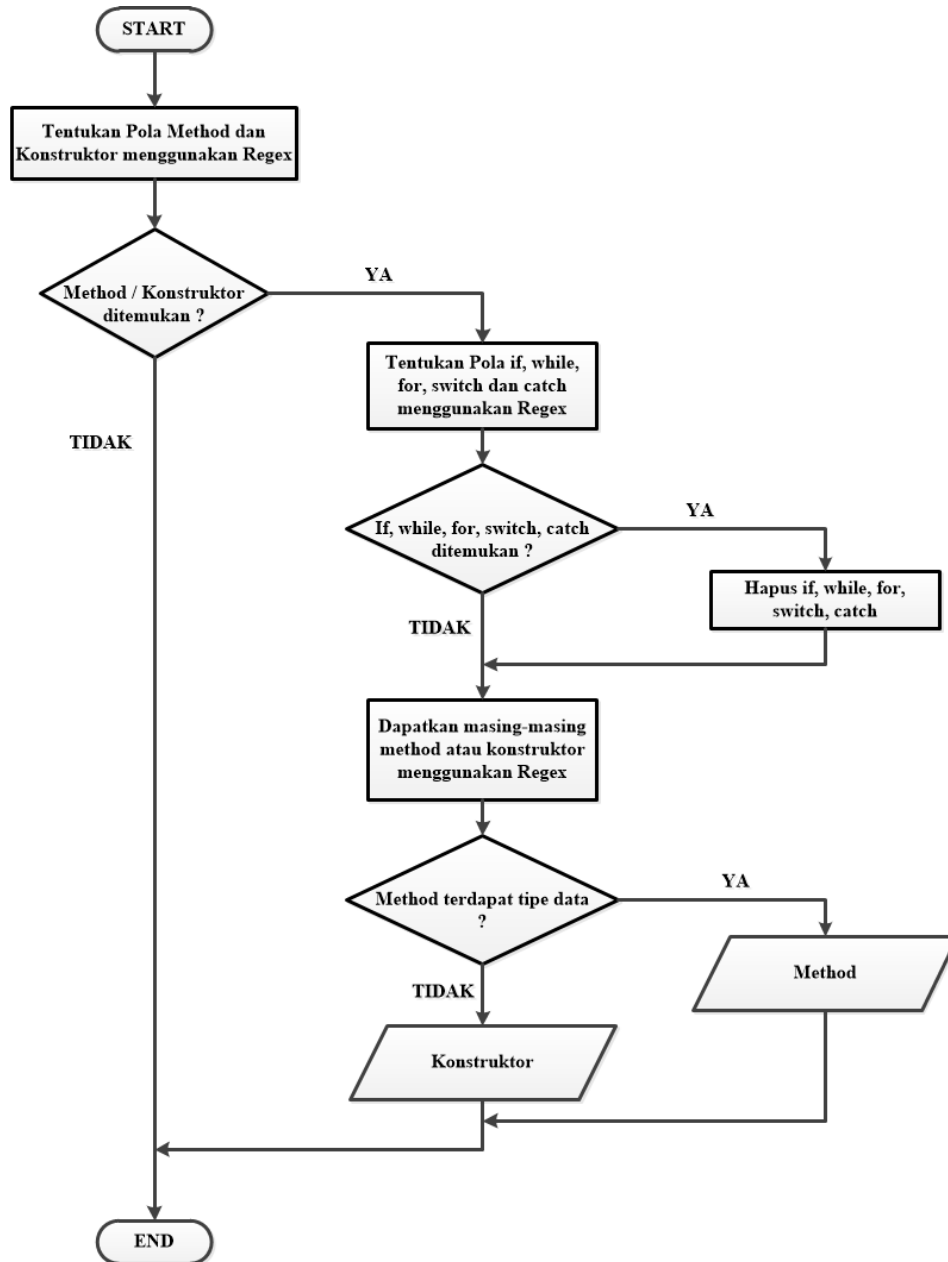 START
Tentukan Pola Method dan
Konstruktor menggunakan Regex
Method / Konstruktor
ditemukan ?
YA
TIDAK
Tentukan Pola if, while,
for, switch dan catch
menggunakan Regex
If, while, for, switch, catch
ditemukan ?
YA
Hapus if, while, for,
switch, catch
TIDAK
Dapatkan masing-masing
method atau konstruktor
menggunakan Regex
Method terdapat tipe data
?
YA
Method
TIDAK
Konstruktor
END